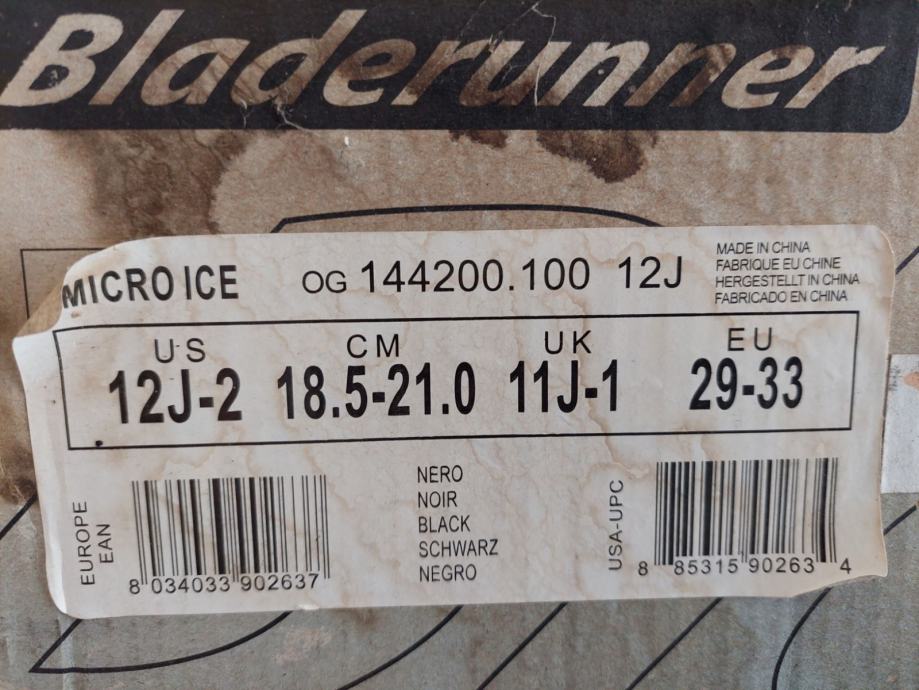 Bladerunner
MICRO ICE OG 144200.100 12J
MADE IN CHINA
FABRIQUE EU CHINE
HERGESTELLT IN CHINA
FABRICADO EN CHINA
US CM UK EU
12J-2 18.5-21.0 11J-1 29-33
EUROPE
EAN
8 034033 902637
NERO
NOIR
BLACK
SCHWARZ
NEGRO
USA-UPC
8 85315 90263 4